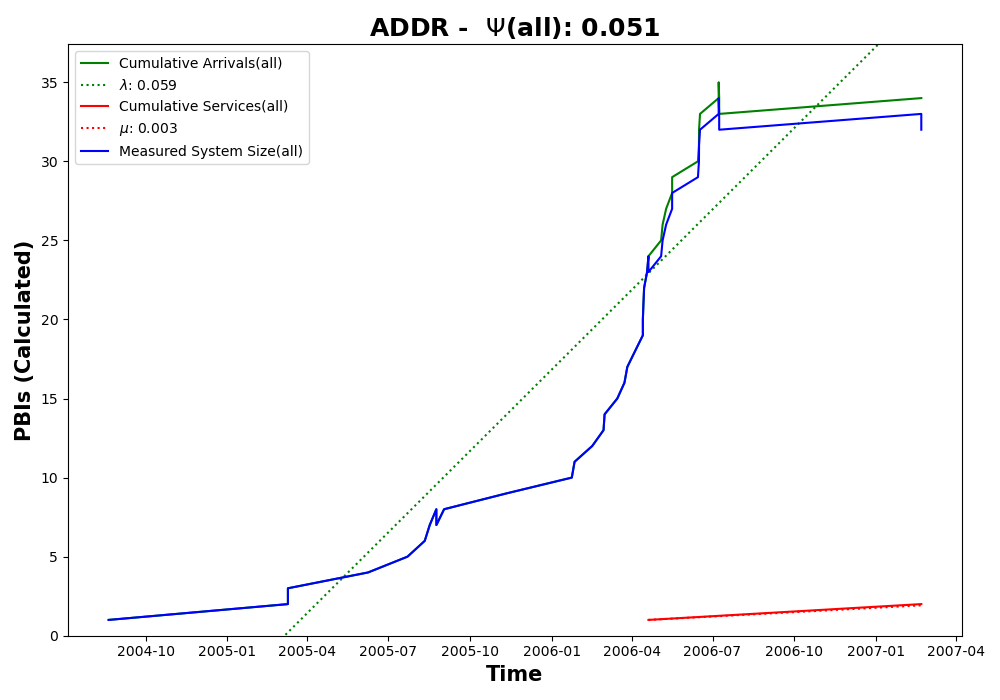 ADDR -  Ψ(all): 0.051
Cumulative Arrivals(all)
λ: 0.059
Cumulative Services(all)
μ: 0.003
Measured System Size(all)
PBIs (Calculated)
35
30
25
20
15
10
5
0
2004-10 2005-01 2005-04 2005-07 2005-10 2006-01 2006-04 2006-07 2006-10 2007-01 2007-04
Time